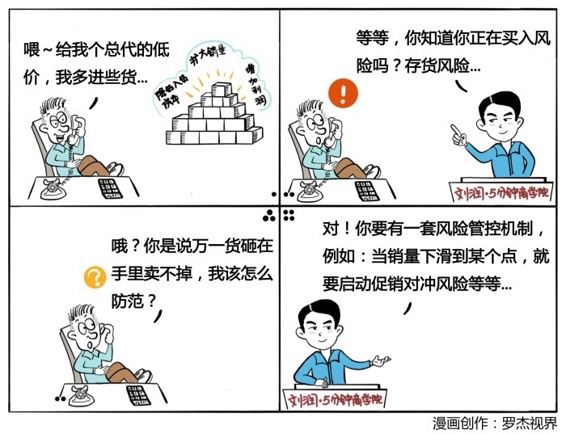 喂～给我个总代的低
价，我多进些货...
降低入货
成本
扩大销量
增加利润
等等，你知道你正在买入风
险吗？存货风险...
刘润·5分钟商学院
哦？你是说万一货砸在
手里卖不掉，我该怎么
防范？
对！你要有一套风险管控机制，
例如：当销量下滑到某个点，就
要启动促销对冲风险等等...
刘润·5分钟商学院
漫画创作：罗杰视界